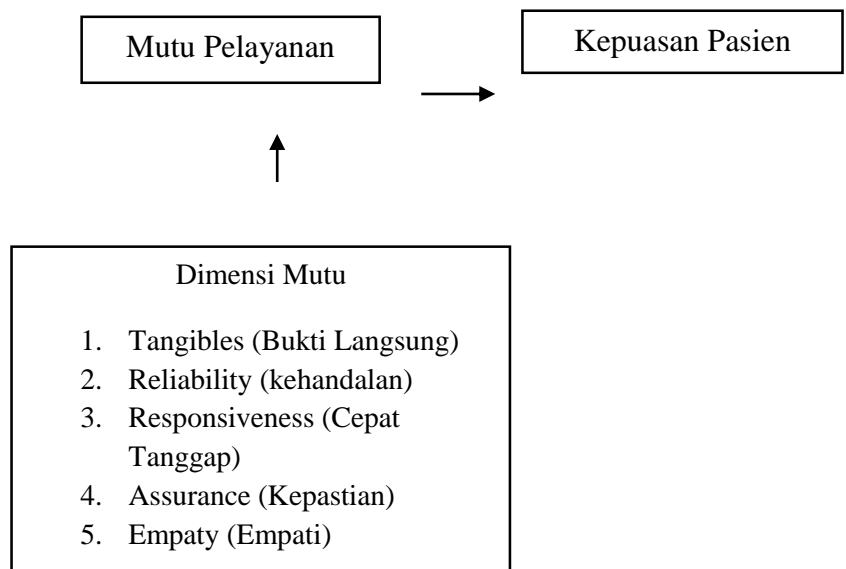 Mutu Pelayanan
Kepuasan Pasien
Dimensi Mutu
1. Tangibles (Bukti Langsung)
2. Reliability (kehandalan)
3. Responsiveness (Cepat
Tanggap)
4. Assurance (Kepastian)
5. Empaty (Empati)